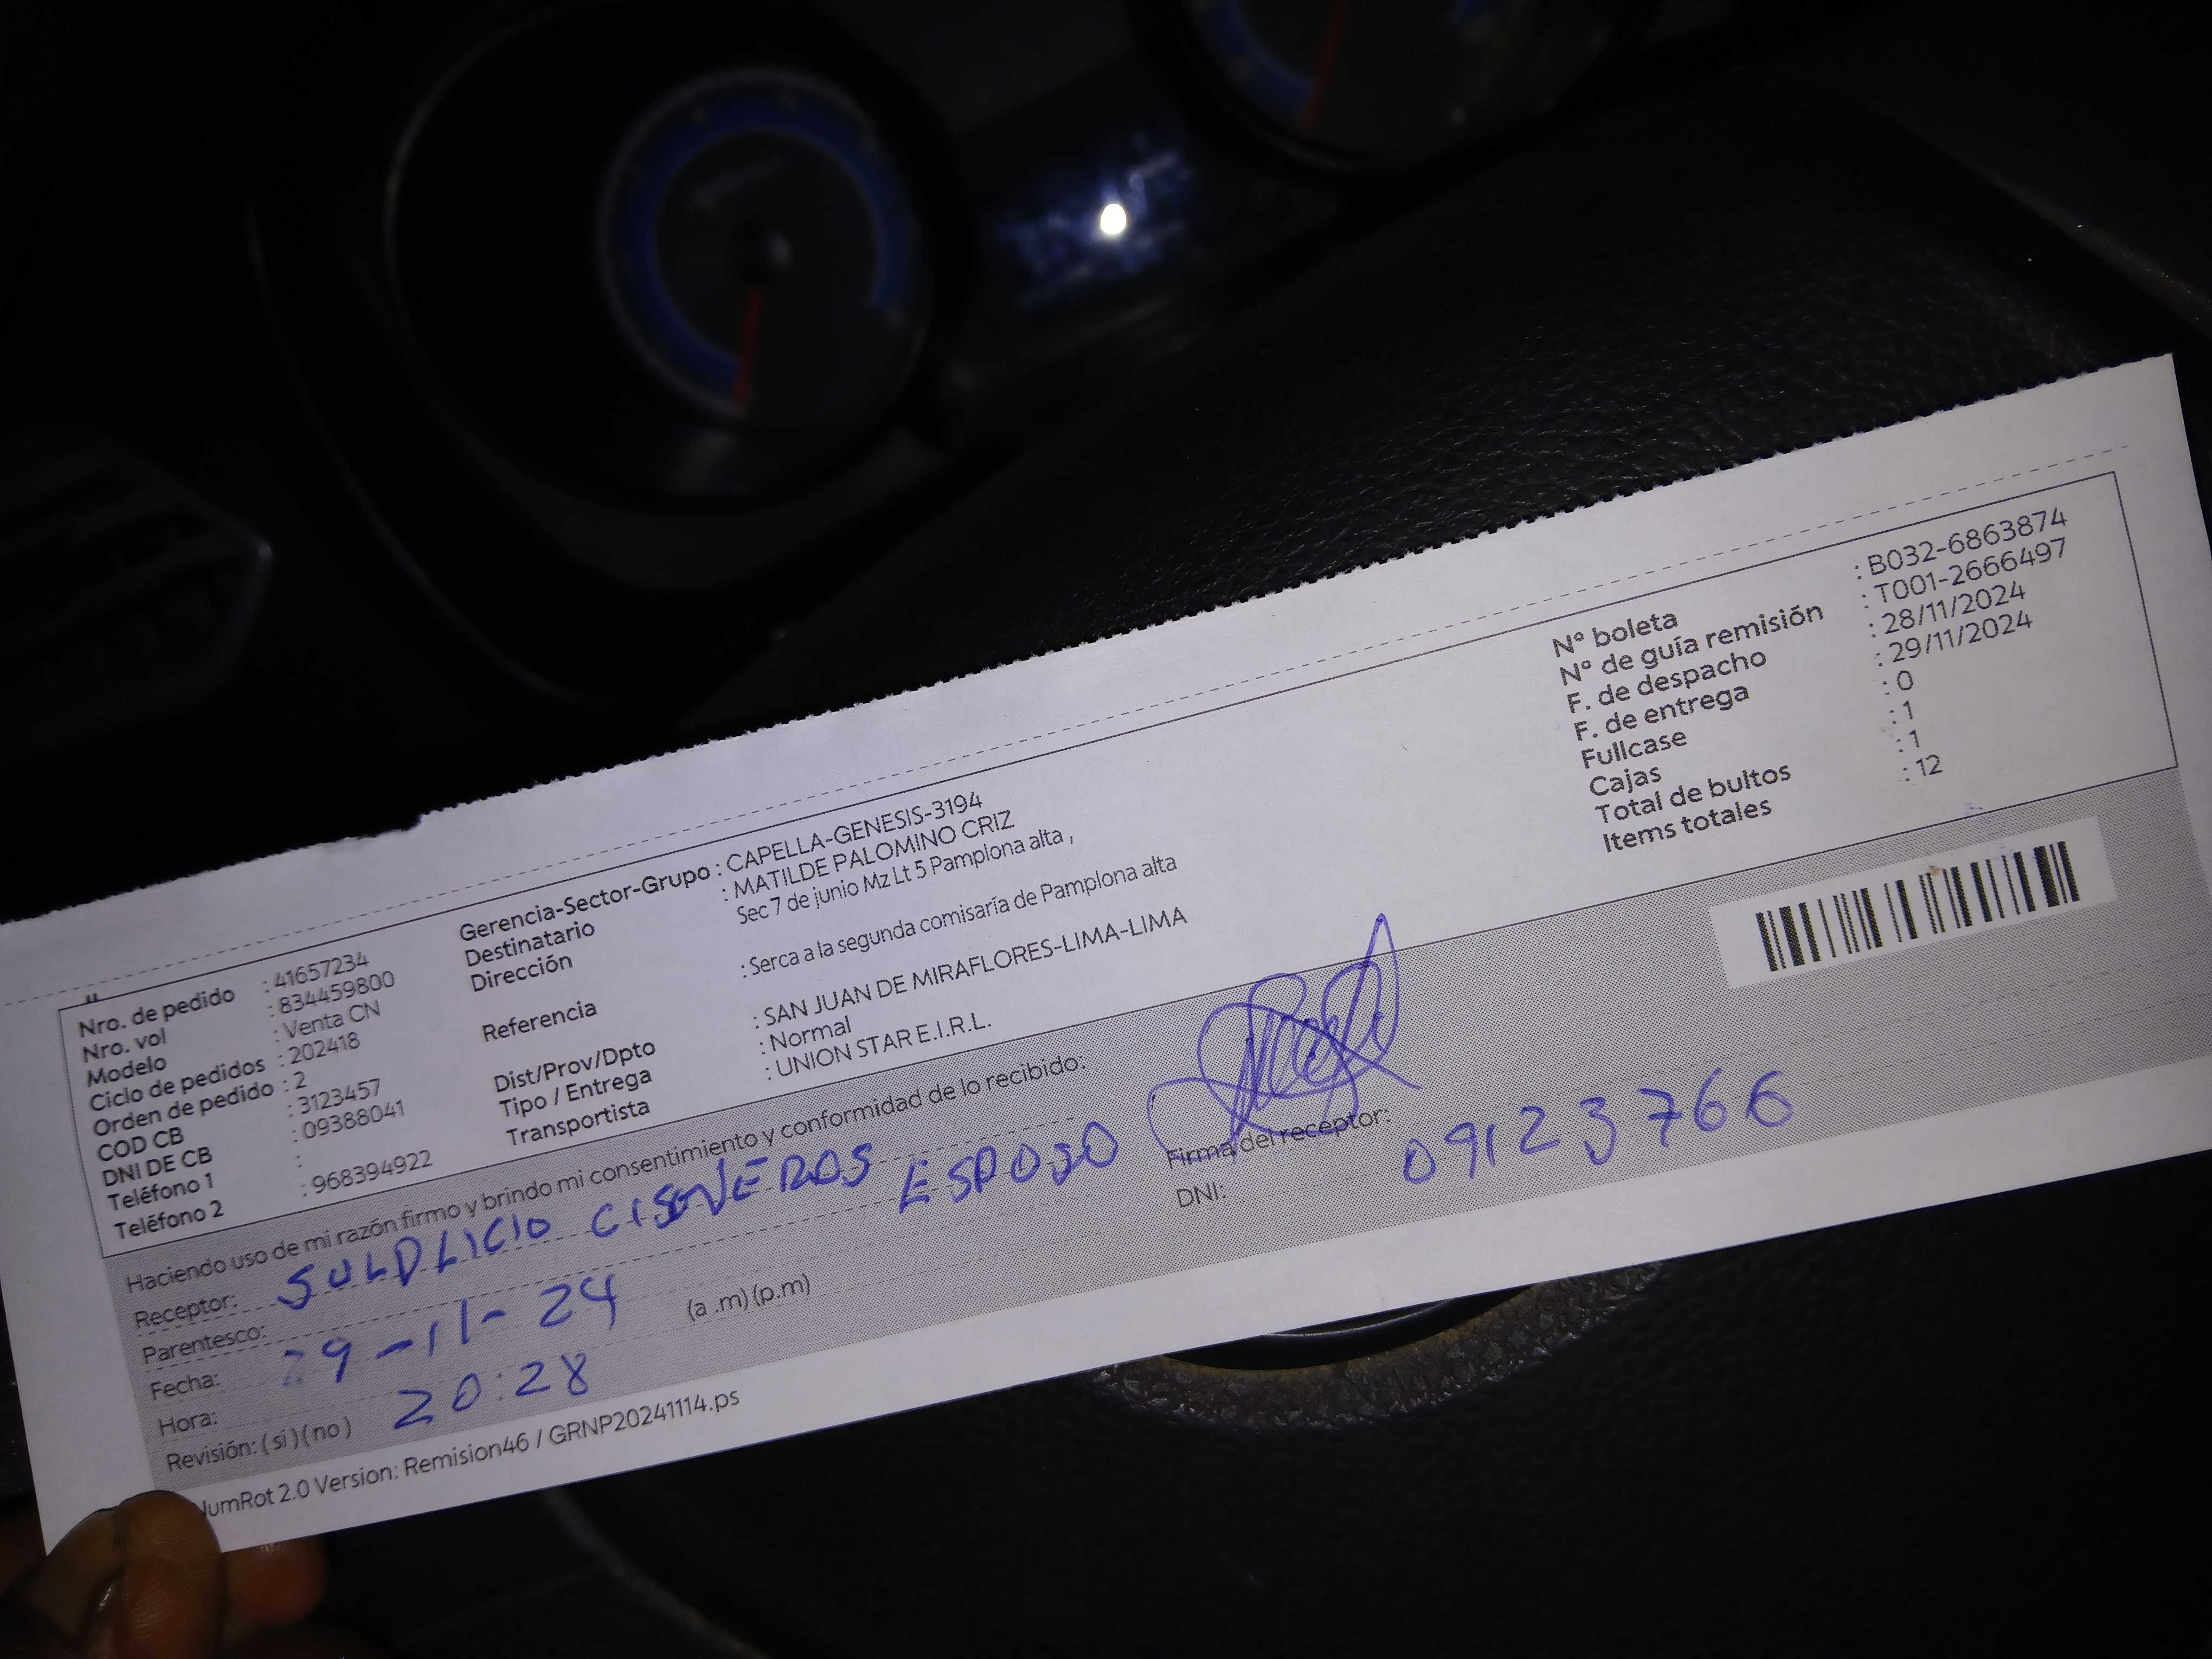 Nro. de pedido : 41657234
Nro. vol : 834459800
Modelo : Venta CN
Ciclo de pedidos : 202418
Orden de pedido : 2
COD CB : 3123457
DNI DE CB : 09388041
Teléfono 1 :
Teléfono 2 : 968394922
Gerencia-Sector-Grupo : CAPELLA-GENESIS-3194
Destinatario : MATILDE PALOMINO CRIZ
Dirección Sec 7 de junio Mz Lt 5 Pamplona alta ,
Referencia : Serca a la segunda comisaría de Pamplona alta
Dist/Prov/Dpto : SAN JUAN DE MIRAFLORES-LIMA-LIMA
Tipo / Entrega : Normal
Transportista : UNION STAR E.I.R.L.
N° boleta : B032-6863874
N° de guía remisión : T001-2666497
F. de despacho : 28/11/2024
F. de entrega : 29/11/2024
Fullcase : 0
Cajas : 1
Total de bultos : 1
Items totales : 12
Haciendo uso de mi razón firmo y brindo mi consentimiento y conformidad de lo recibido:
Receptor: CISNEROS ESPOSO
Parentesco:
Fecha: 29-11-24
Hora: 20:28 (a .m) (p.m)
Revisión: ( si ) ( no )
Firma del receptor:
DNI: 09123766
NumRot 2.0 Version: Remision46 / GRNP20241114.ps